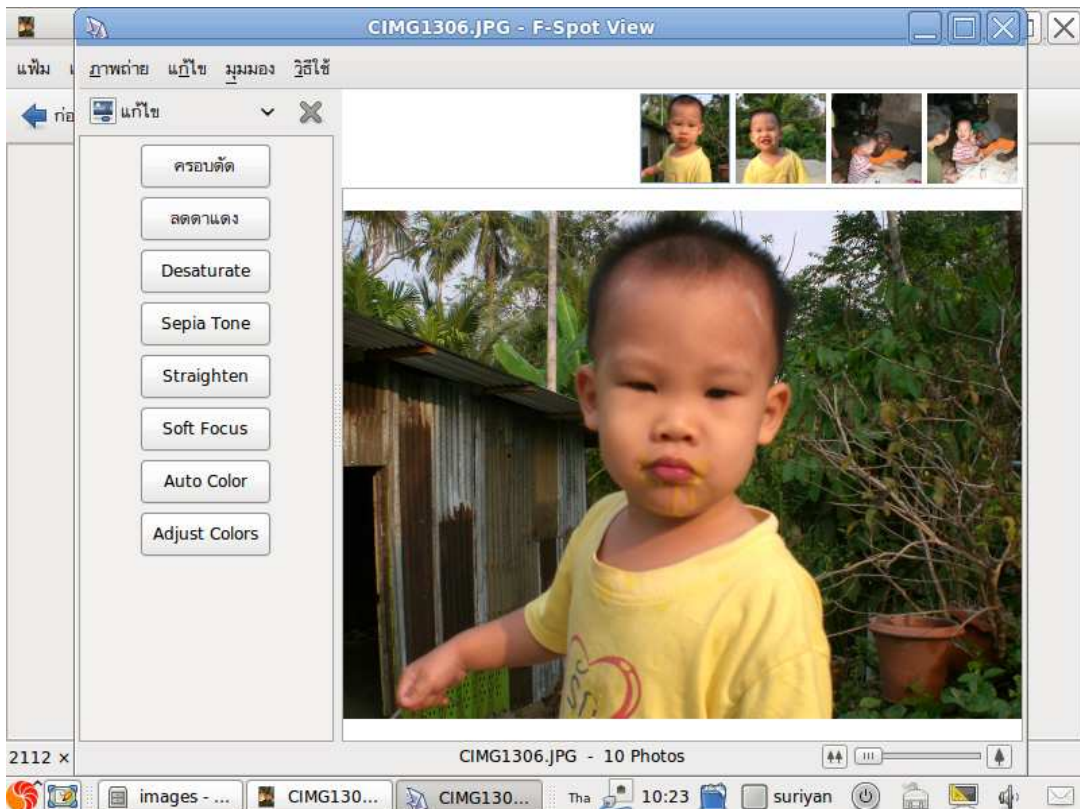 CIMG1306.JPG - F-Spot View
แฟ้ม
ภาพถ่าย แก้ไข มุมมอง วิธีใช้
ก่อ
แก้ไข
ครอบตัด
ลดตาแดง
Desaturate
Sepia Tone
Straighten
Soft Focus
Auto Color
Adjust Colors
2112 ×
CIMG1306.JPG - 10 Photos
images - ... CIMG130... CIMG130... Tha 10:23 suriyan